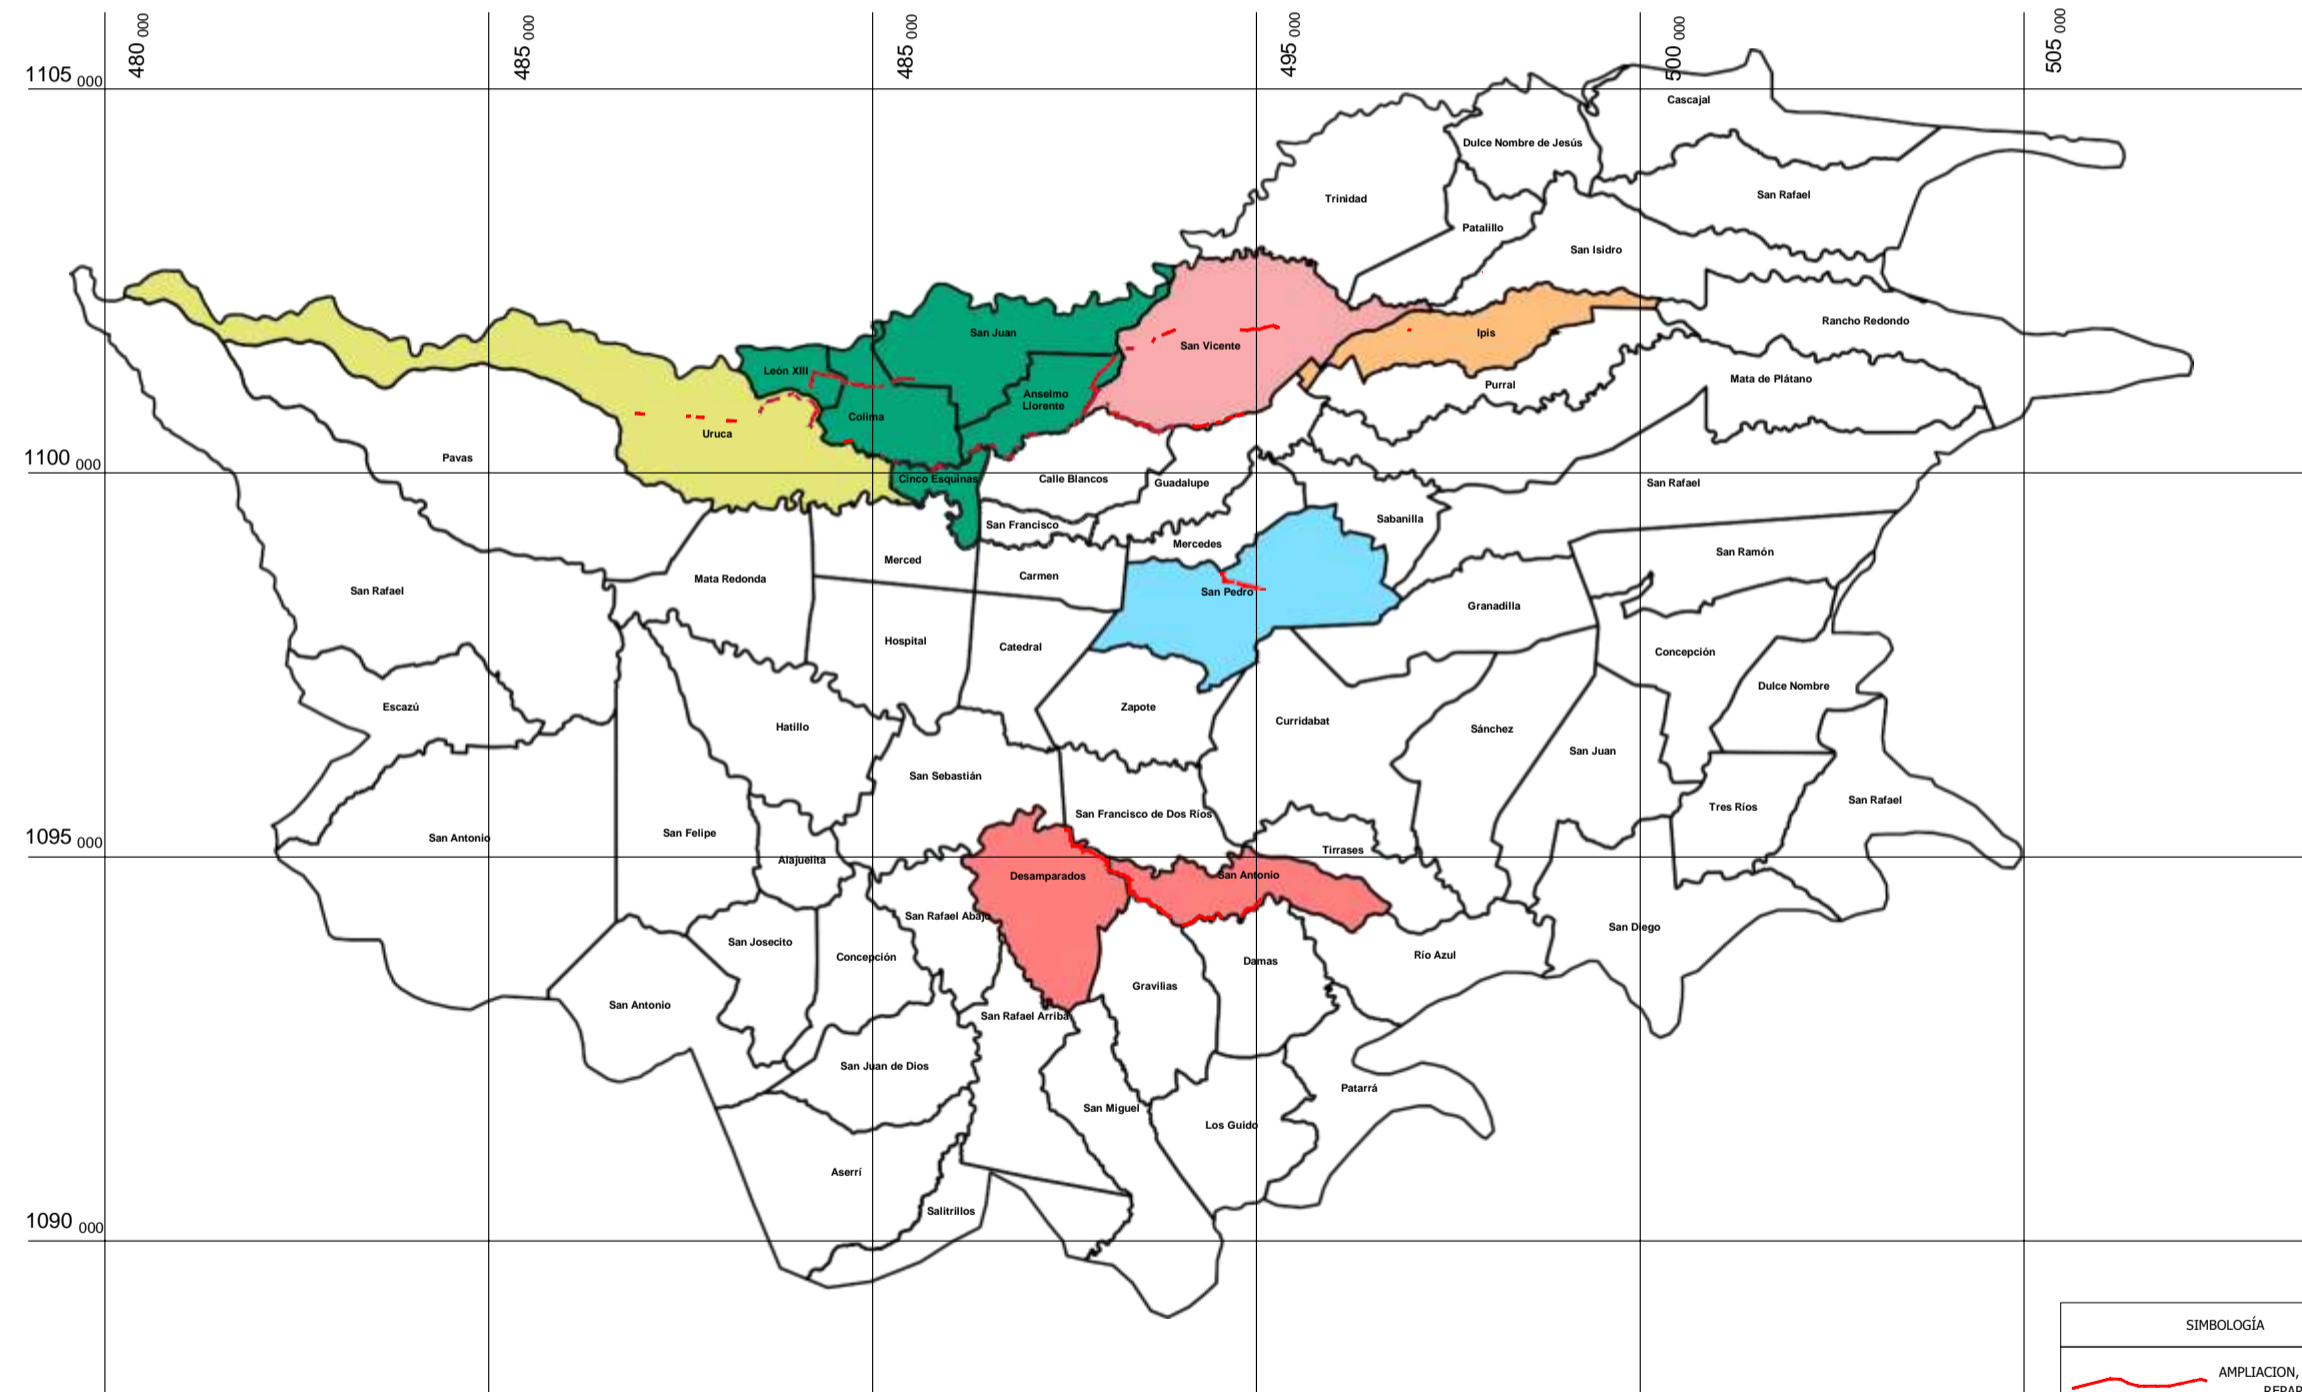 480 000
485 000
485 000
495 000
500 000
505 000
1105 000
Cascajal
Dulce Nombre de Jesús
Trinidad
San Rafael
Patalillo
San Isidro
San Juan
San Vicente
Ipis
Rancho Redondo
León XIII
Anselmo
Llorente
Purral
Mata de Plátano
Colima
Uruca
Pavas
1100 000
Cinco Esquinas
Calle Blancos
Guadalupe
San Rafael
San Francisco
Sabanilla
Mercedes
San Ramón
Merced
Mata Redonda
Carmen
San Rafael
San Pedro
Granadilla
Hospital
Catedral
Concepción
Escazú
Zapote
Dulce Nombre
Hatillo
Curridabat
Sánchez
San Juan
San Sebastián
San Antonio
San Felipe
San Francisco de Dos Ríos
Tres Ríos
San Rafael
1095 000
Alajuelita
Tirrases
Desamparados
San Antonio
San Rafael Abajo
San Josecito
Concepción
Damas
Río Azul
San Diego
San Antonio
Gravilias
San Rafael Arriba
San Juan de Dios
Patarrá
San Miguel
Los Guido
Aserrí
Salitrillos
1090 000
SIMBOLOGÍA
AMPLIACION,